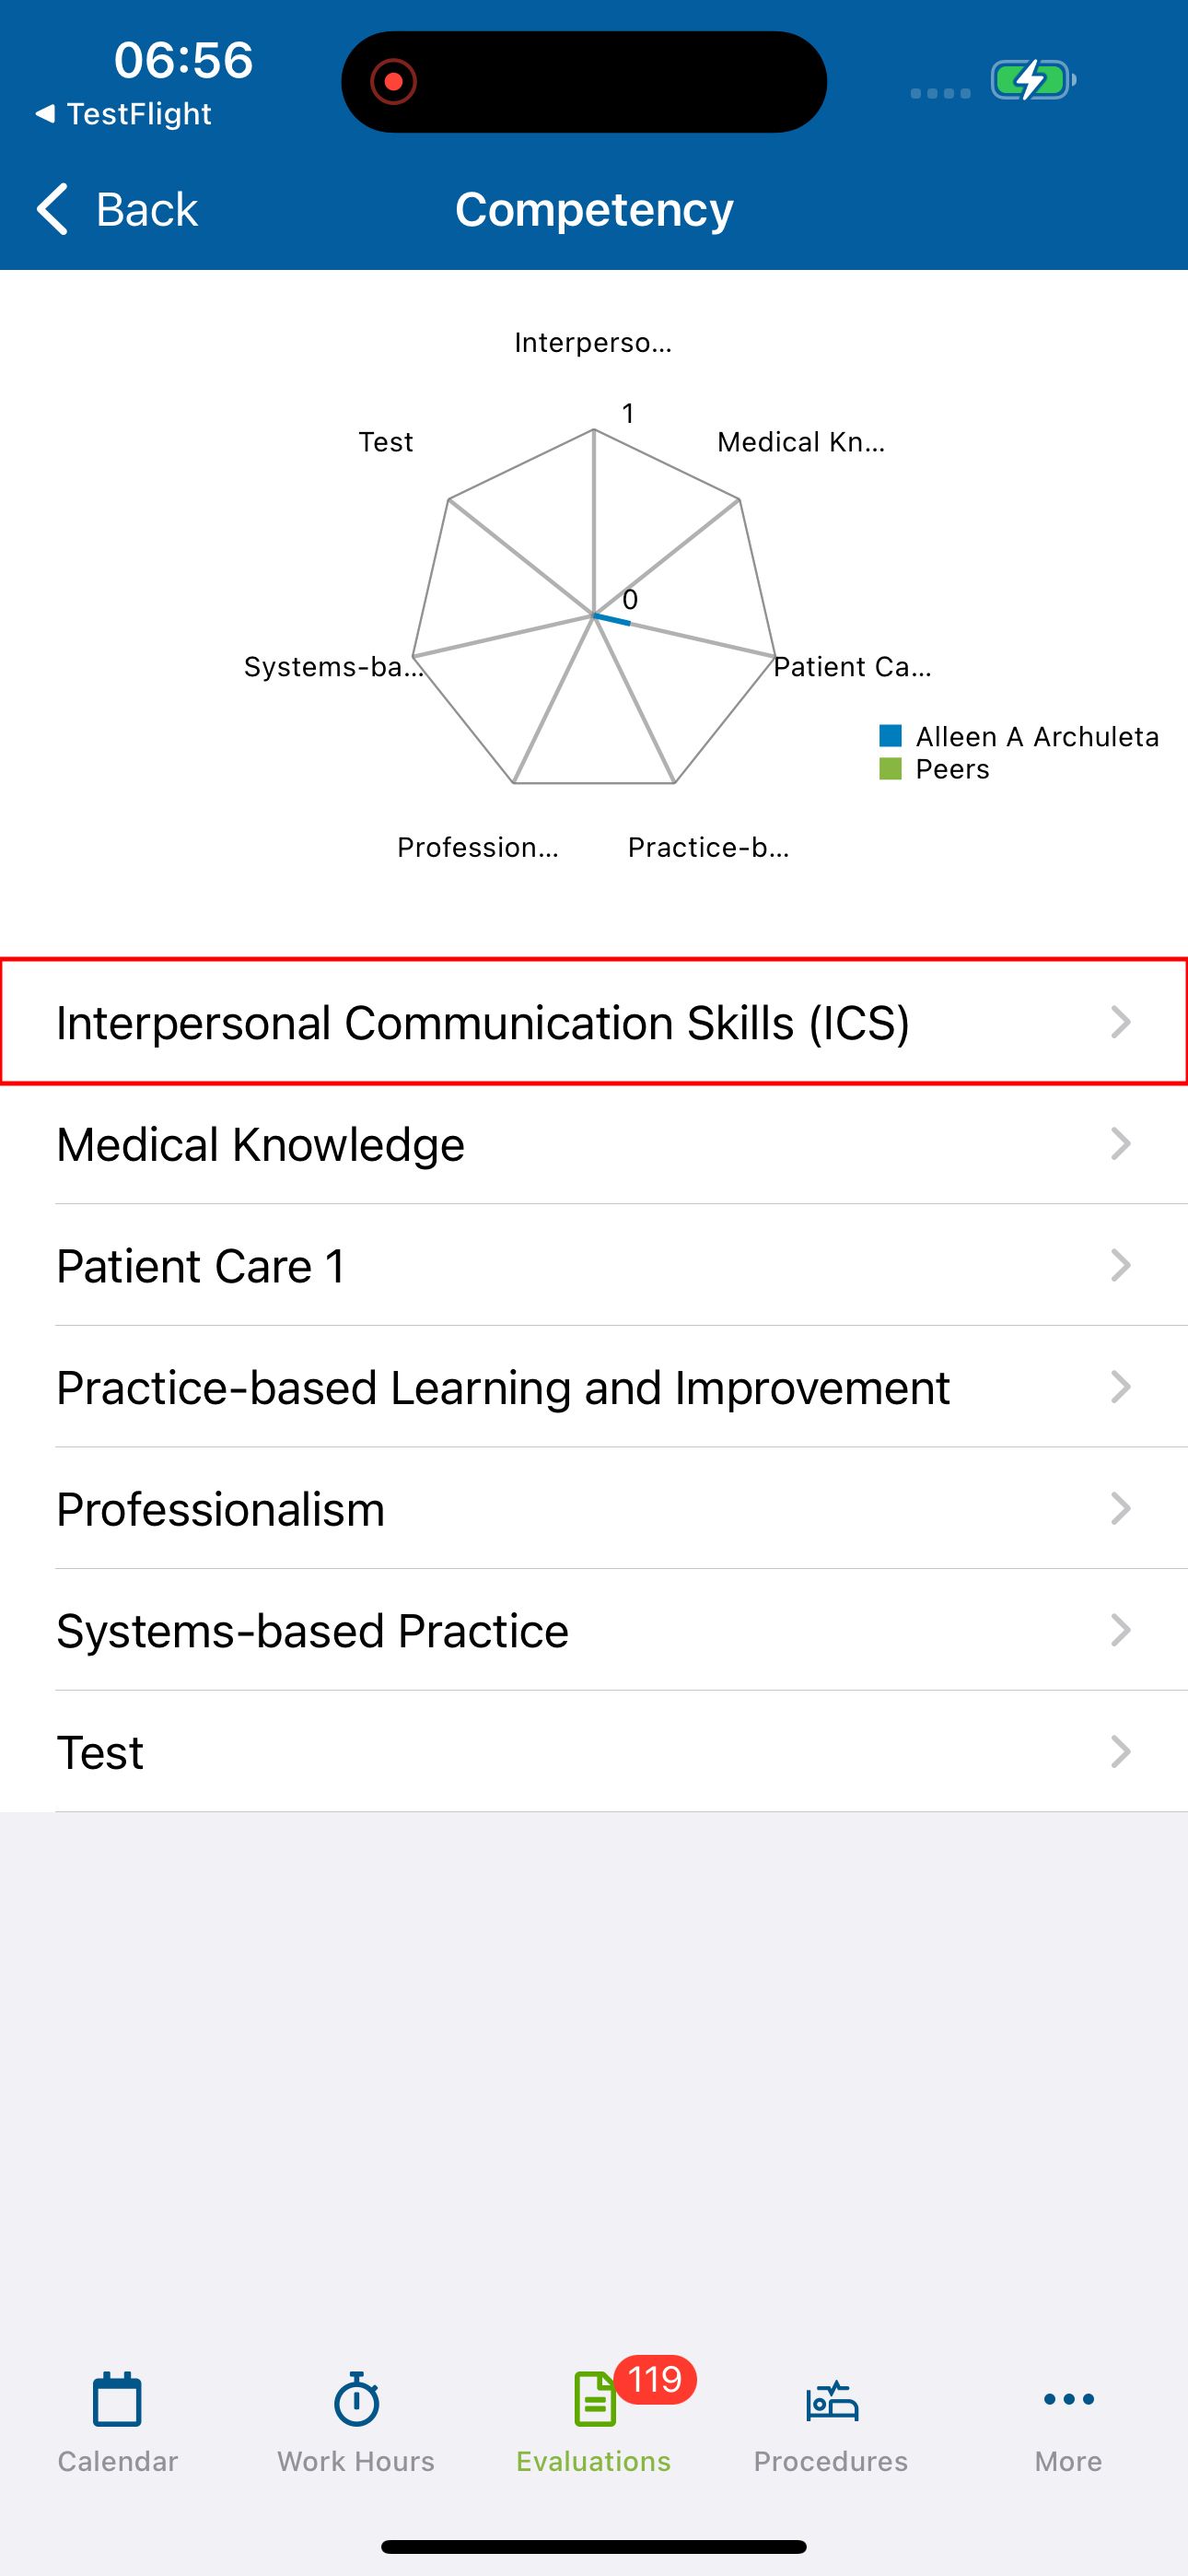 06:56
TestFlight
Back
Competency
Interperso...
1
Test
Medical Kn...
0
Systems-ba...
Patient Ca...
Alleen A Archuleta
Peers
Profession...
Practice-b...
Interpersonal Communication Skills (ICS)
Medical Knowledge
Patient Care 1
Practice-based Learning and Improvement
Professionalism
Systems-based Practice
Test
119
Calendar
Work Hours
Evaluations
Procedures
More